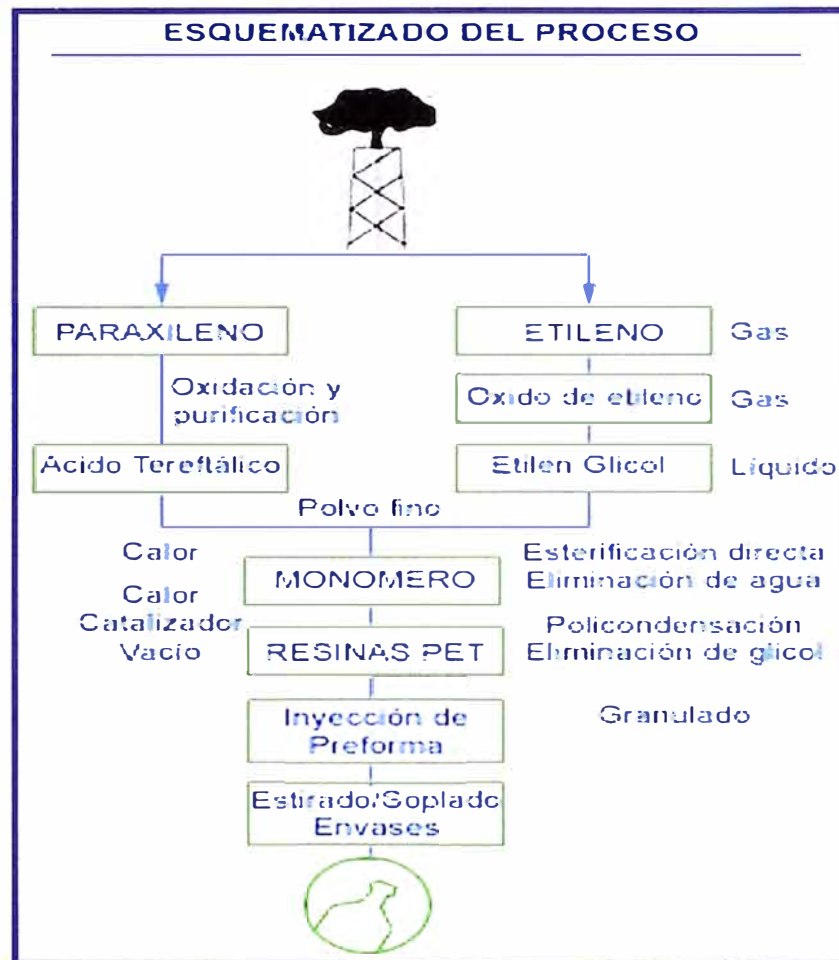 ESQUEMATIZADO DEL PROCESO
PARAXILENO
ETILENO
Gas
Oxidación y
purificación
Oxido de etileno
Gas
Acido Tereftálico
Etilen Glicol
Líquido
Polvo fino
Calor
MONOMERO
Esterificación directa
Eliminación de agua
Calor
Catalizador
Vacío
RESINAS PET
Policondensación
Eliminación de glicol
Inyección de
Preforma
Granulado
Estirado/Soplado
Envases